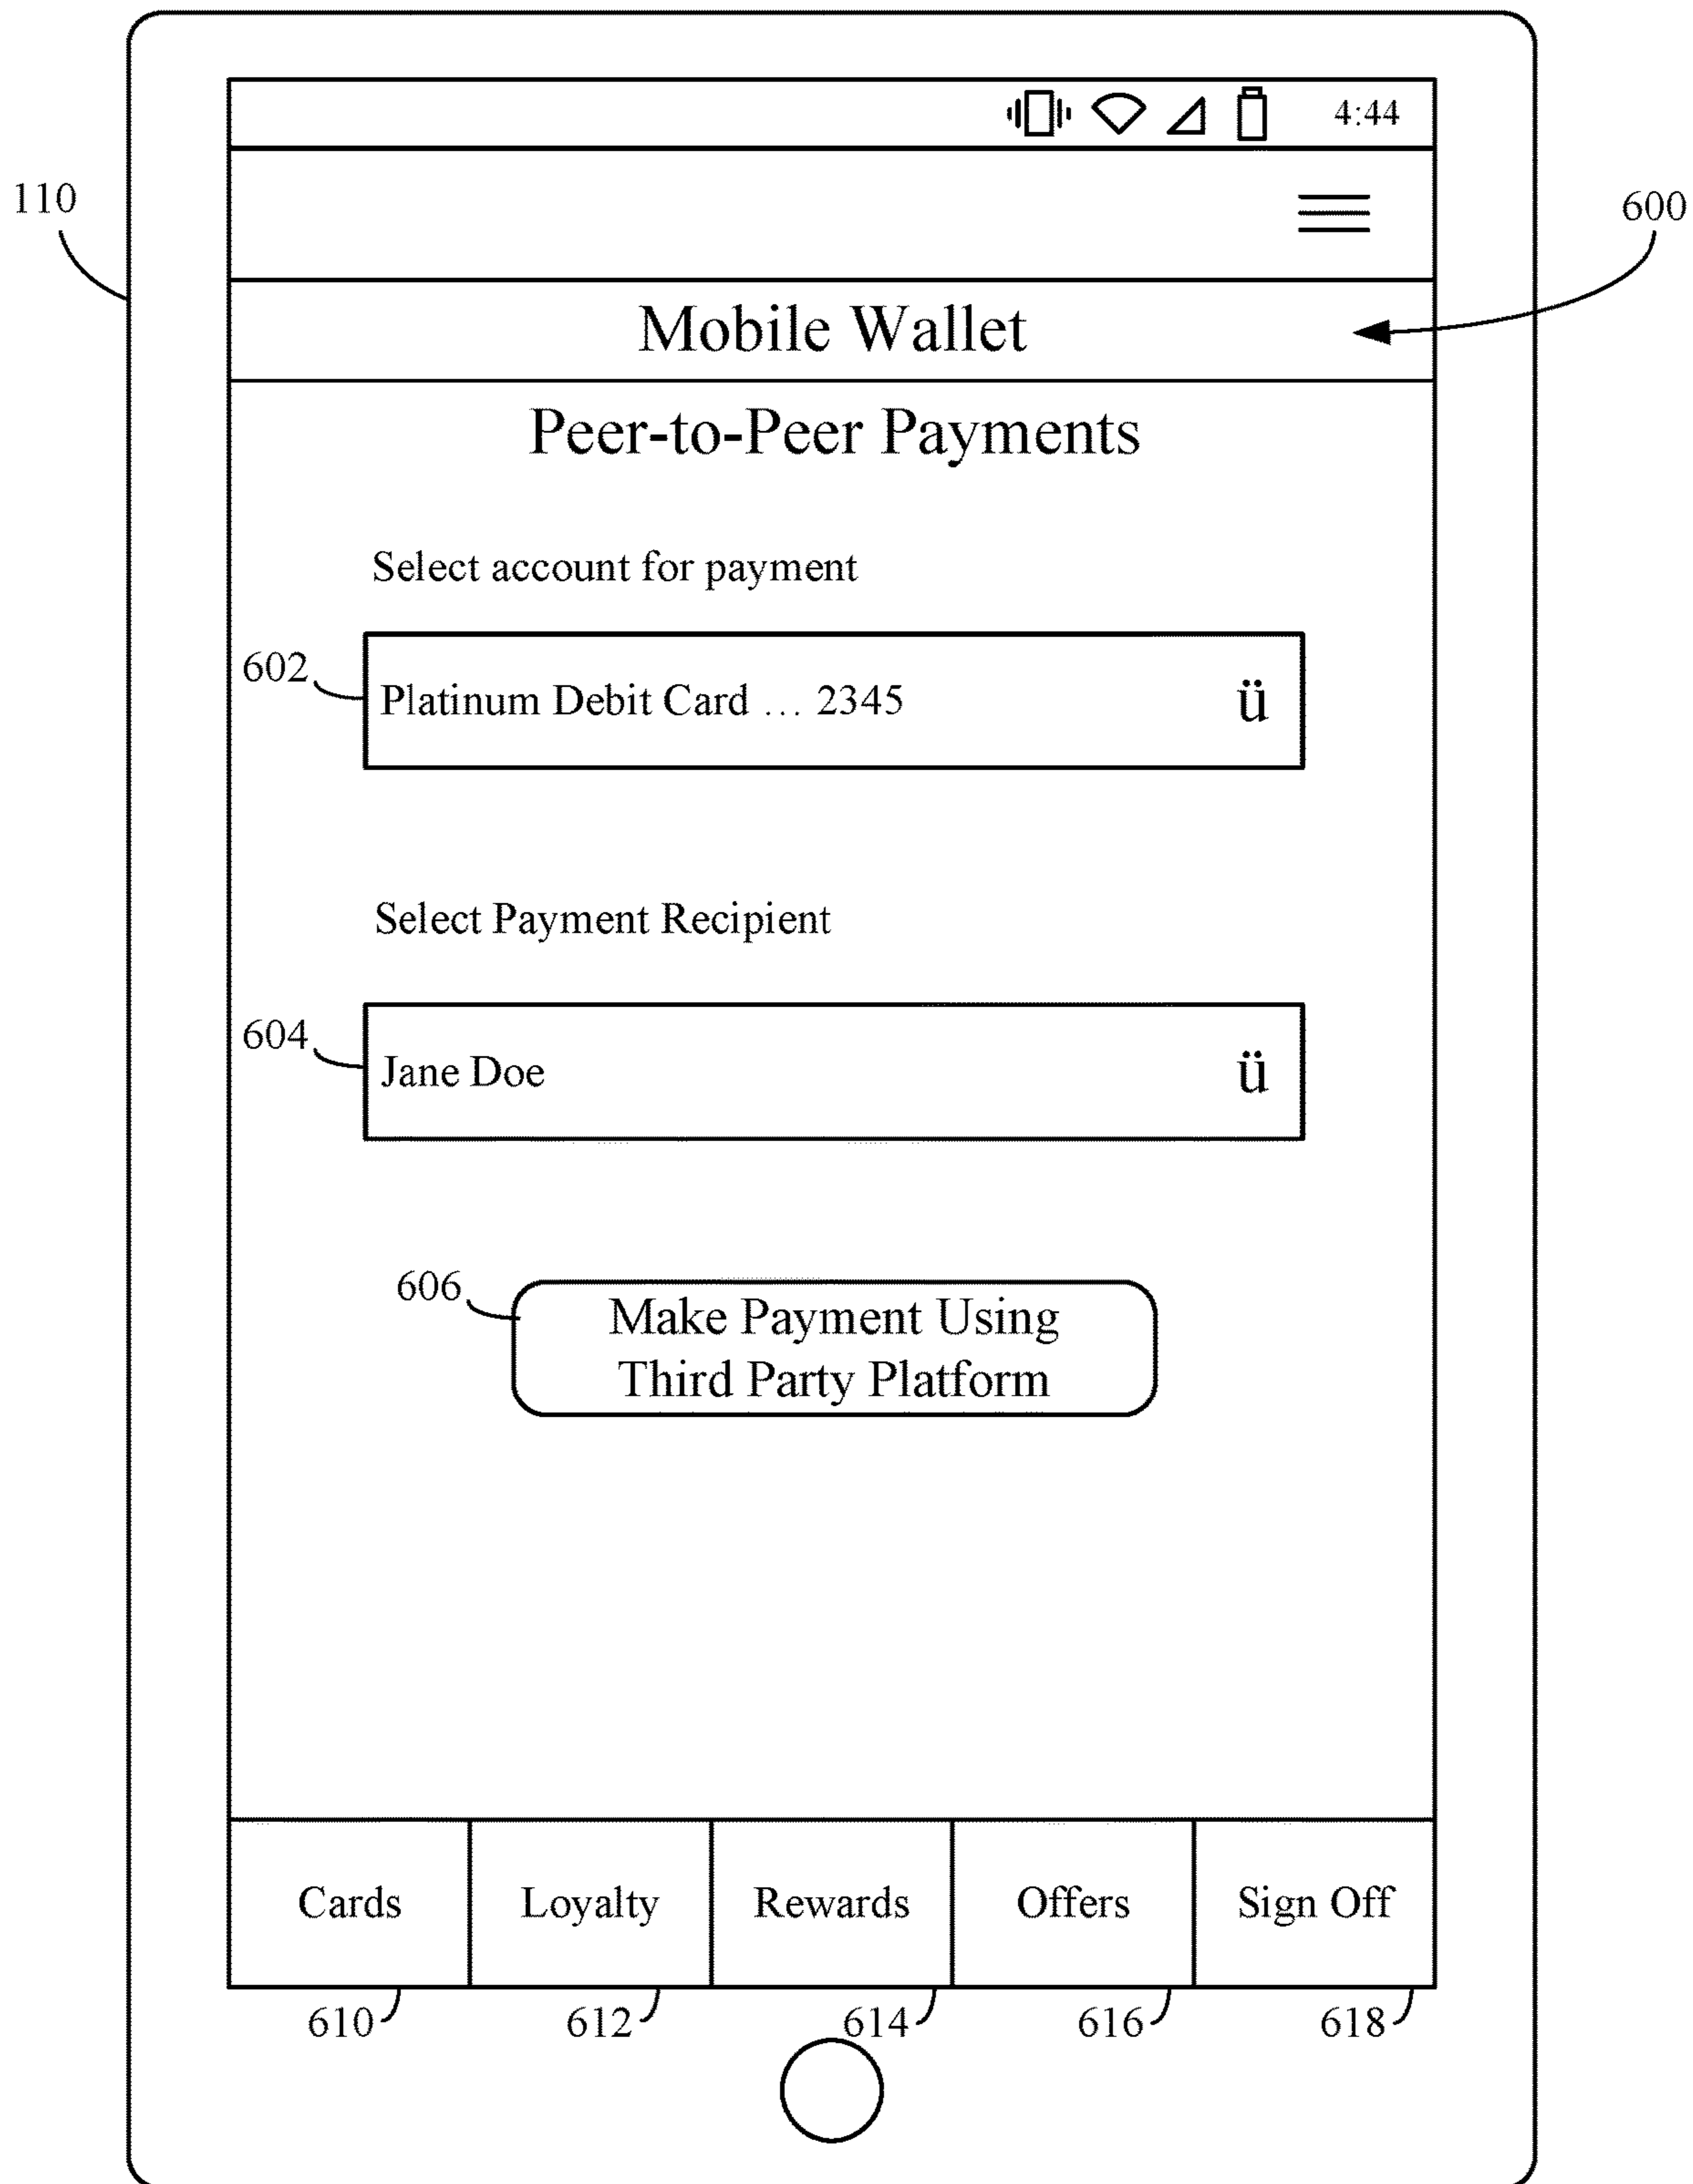 4:44
110
600
Mobile Wallet
Peer-to-Peer Payments
Select account for payment
602
Platinum Debit Card ... 2345 ü
Select Payment Recipient
604
Jane Doe ü
606
Make Payment Using
Third Party Platform
Cards Loyalty Rewards Offers Sign Off
610 612 614 616 618